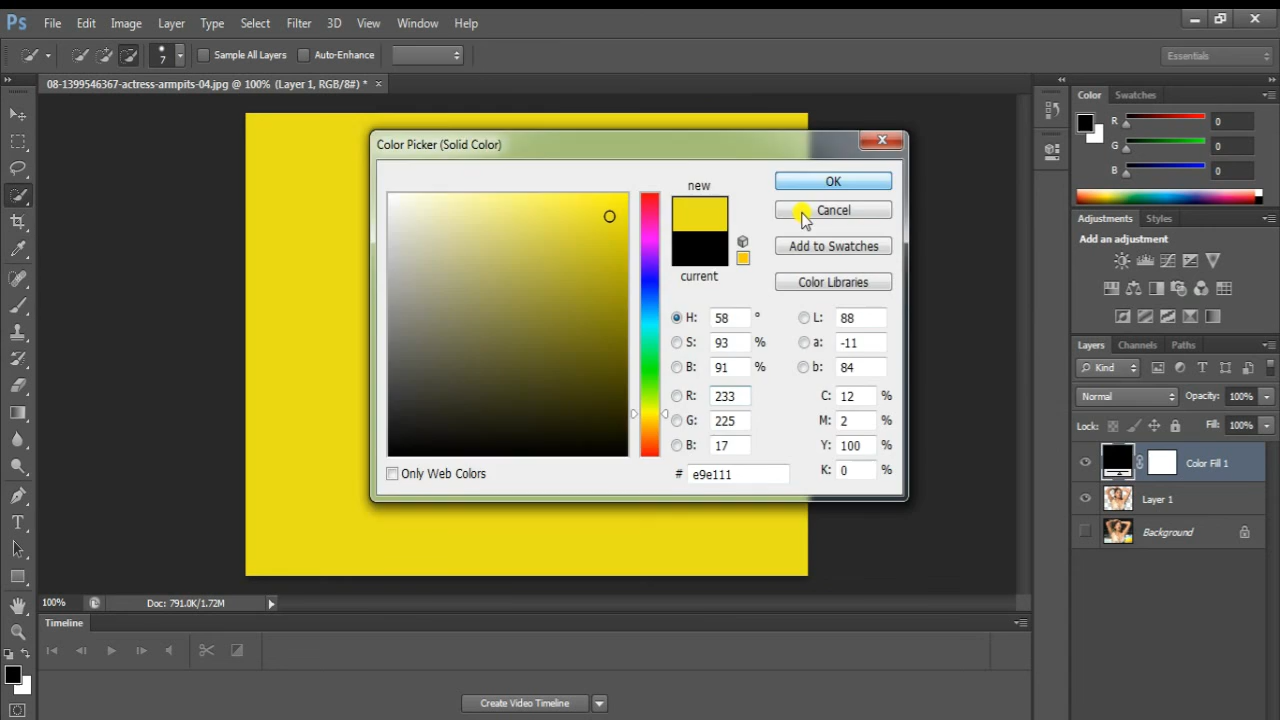 Ps File Edit Image Layer Type Select Filter 3D View Window Help
7 Sample All Layers Auto-Enhance Essentials
08-1399546367-actress-armpits-04.jpg @ 100% (Layer 1, RGB/8#) * ×
Color Swatches
R 0
G 0
B 0
Adjustments Styles
Add an adjustment
Layers Channels Paths
Kind
Normal Opacity: 100%
Lock: Fill: 100%
Color Fill 1
Layer 1
Background
Color Picker (Solid Color)
new
current
OK
Cancel
Add to Swatches
Color Libraries
H: 58 ° L: 88
S: 93 % a: -11
B: 91 % b: 84
R: 233 C: 12 %
G: 225 M: 2 %
B: 17 Y: 100 %
Only Web Colors # e9e111 K: 0 %
100% Doc: 791.0K/1.72M
Timeline
Create Video Timeline
T